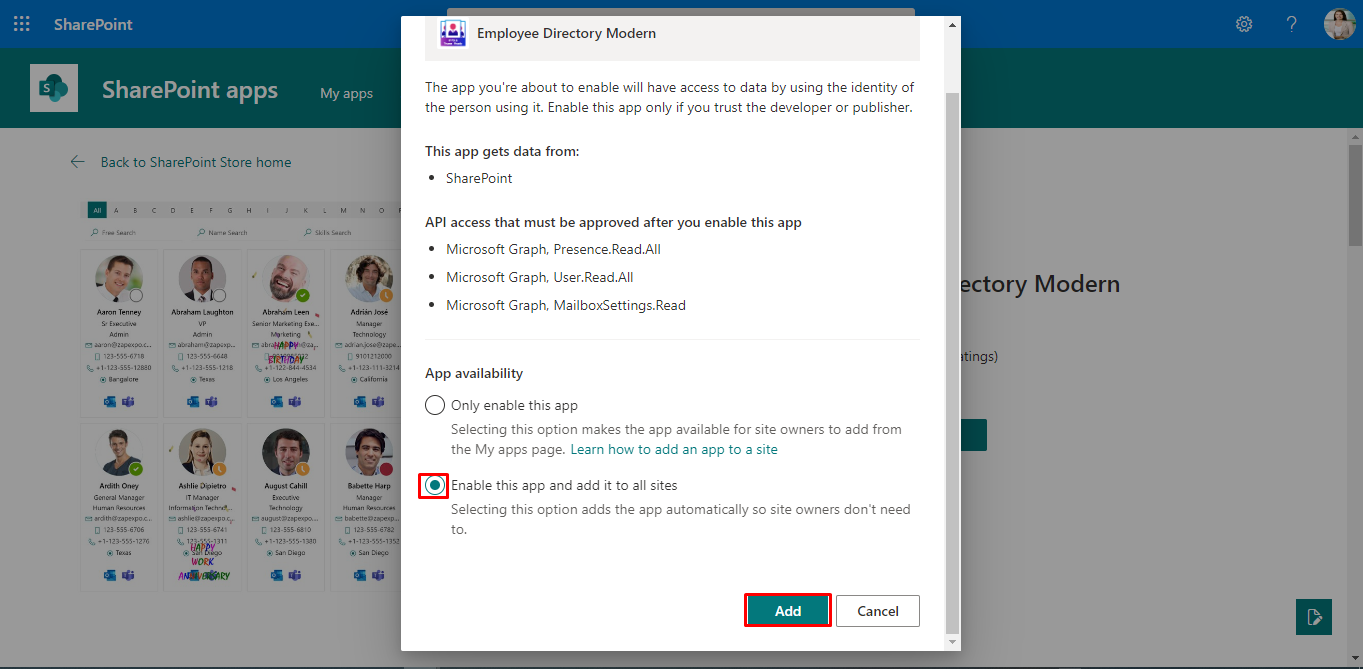 SharePoint
SharePoint apps
My apps
Back to SharePoint Store home
Employee Directory Modern
The app you're about to enable will have access to data by using the identity of
the person using it. Enable this app only if you trust the developer or publisher.
This app gets data from:
• SharePoint
API access that must be approved after you enable this app
• Microsoft Graph, Presence.Read.All
• Microsoft Graph, User.Read.All
• Microsoft Graph, MailboxSettings.Read
App availability
Only enable this app
Selecting this option makes the app available for site owners to add from
the My apps page. Learn how to add an app to a site
Enable this app and add it to all sites
Selecting this option adds the app automatically so site owners don't need
to.
Add Cancel
ectory Modern
atings)
All A B C D E F G H I J K L M N O P
Free Search Name Search Skills Search
Aaron Tenney Abraham Laughton Abraham Leen Adrián José
Sr Executive VP Senior Marketing Exe... Manager
Admin Admin Marketing Technology
aaron@zapexpo.c... abraham@zapexp... adrian.jose@zap...
123-555-6718 123-555-6648 9101212000
+1-123-555-12880 +1-123-555-1218 +1-122-844-4534 +1-123-111-3214
HAPPY
BIRTHDAY
Bangalore Texas Los Angeles California
Ardith Oney Ashlie Dipietro August Cahill Babette Harp
General Manager IT Manager Executive Manager
Human Resources Information Techno.. Technology Human Resources
ardith@zapexpo.c... ashlie@zapexpo.c... august@zapexpo... babette@zapexpo...
123-555-6706 123-555-6741 123-555-6810 123-555-6782
+1-123-555-1276 +1-123-555-1380 +1-123-555-1352
Texas San Diego San Diego San Diego
HAPPY
WORK
ANNIVERSARY